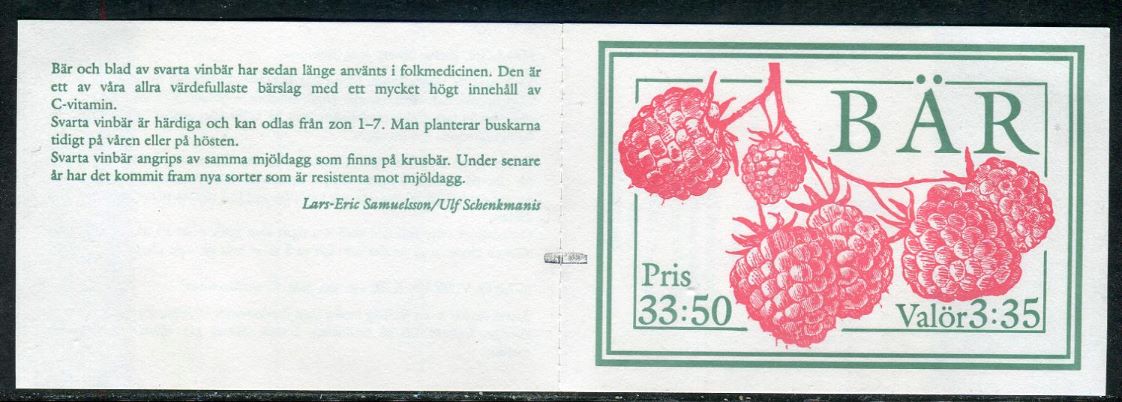 Bär och blad av svarta vinbär har sedan länge använts i folkmedicinen. Den är
ett av våra allra värdefullaste bärslag med ett mycket högt innehåll av
C-vitamin.
Svarta vinbär är härdiga och kan odlas från zon 1–7. Man planterar buskarna
tidigt på våren eller på hösten.
Svarta vinbär angrips av samma mjöldagg som finns på krusbär. Under senare
år har det kommit fram nya sorter som är resistenta mot mjöldagg.
Lars-Eric Samuelsson/Ulf Schenkmanis
BÄR
Pris
33:50
Valör 3:35